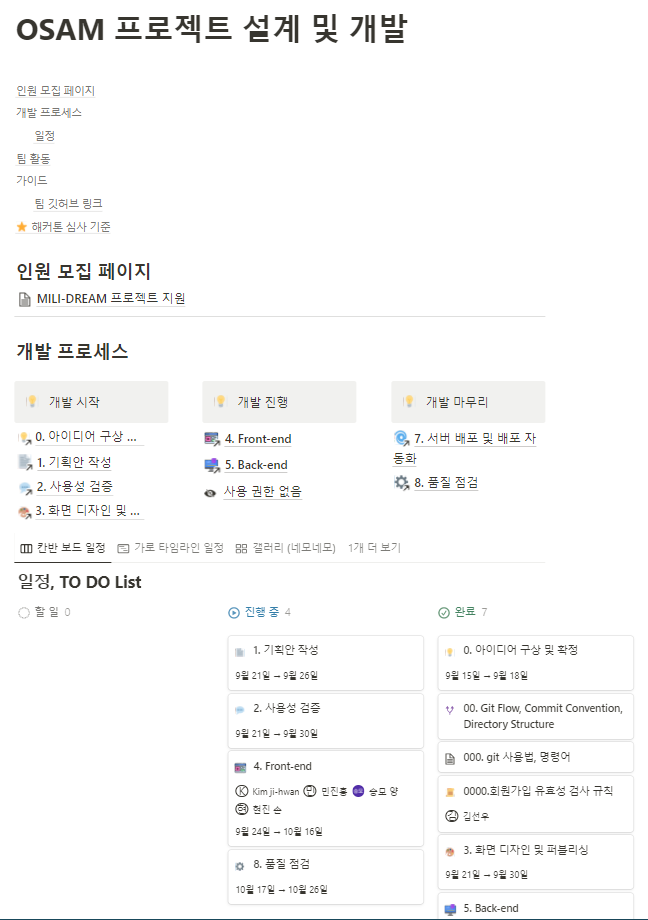 OSAM 프로젝트 설계 및 개발
인원 모집 페이지
개발 프로세스
일정
팀 활동
가이드
팀 깃허브 링크
해커톤 심사 기준
인원 모집 페이지
MILI-DREAM 프로젝트 지원
개발 프로세스
개발 시작
0. 아이디어 구상 ...
1. 기획안 작성
2. 사용성 검증
3. 화면 디자인 및 ...
개발 진행
4. Front-end
5. Back-end
사용 권한 없음
개발 마무리
7. 서버 배포 및 배포 자
동화
8. 품질 점검
칸반 보드 일정 가로 타임라인 일정 갤러리 (네모네모) 1개 더 보기
일정, TO DO List
할 일 0
진행 중 4
1. 기획안 작성
9월 21일 → 9월 26일
2. 사용성 검증
9월 21일 → 9월 30일
4. Front-end
K Kim ji-hwan 민 민진홍 승모 양
현 현진 손
9월 24일 → 10월 16일
8. 품질 점검
10월 17일 → 10월 26일
완료 7
0. 아이디어 구상 및 확정
9월 15일 → 9월 18일
00. Git Flow, Commit Convention,
Directory Structure
000. git 사용법, 명령어
0000.회원가입 유효성 검사 규칙
김 김선우
3. 화면 디자인 및 퍼블리싱
9월 21일 → 9월 30일
5. Back-end